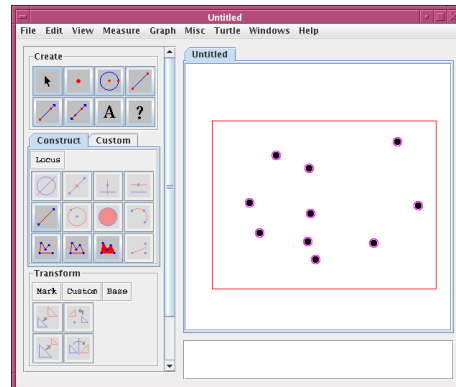 Untitled
File Edit View Measure Graph Misc Turtle Windows Help
Create
A ?
Construct Custom
Locus
Transform
Mark Custom Base
Untitled